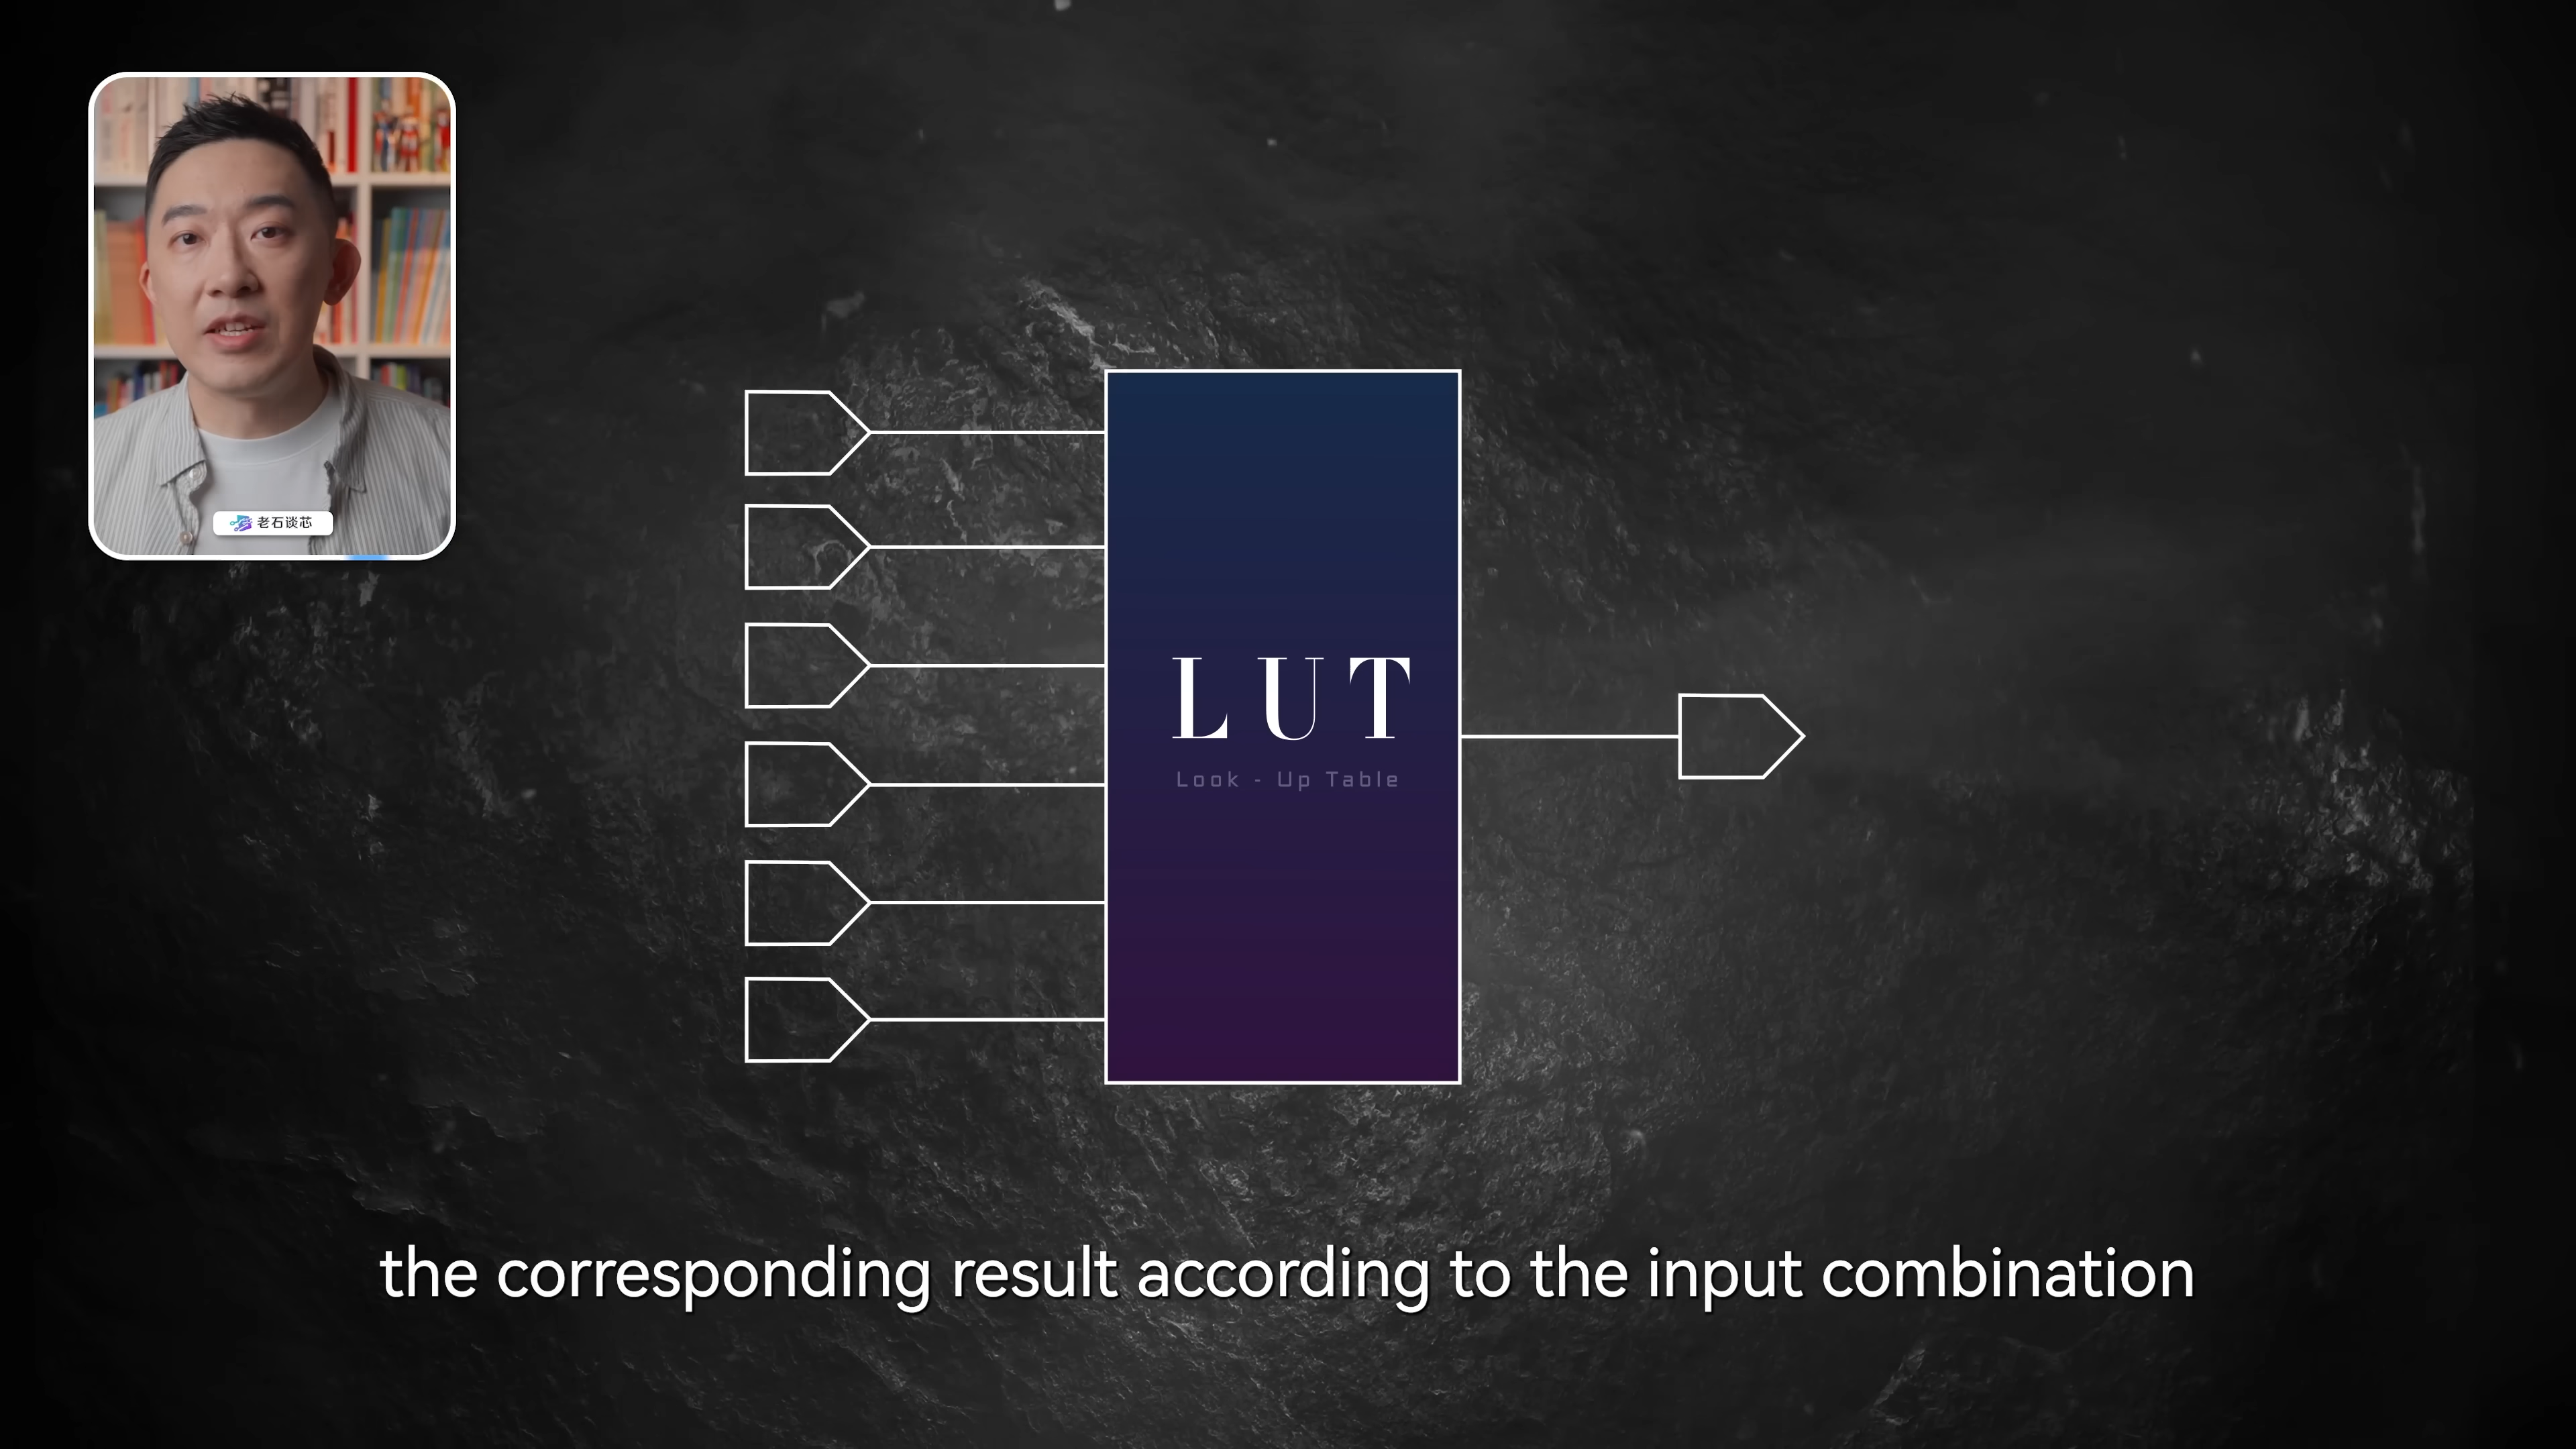 老石谈芯
LUT
Look - Up Table
the corresponding result according to the input combination